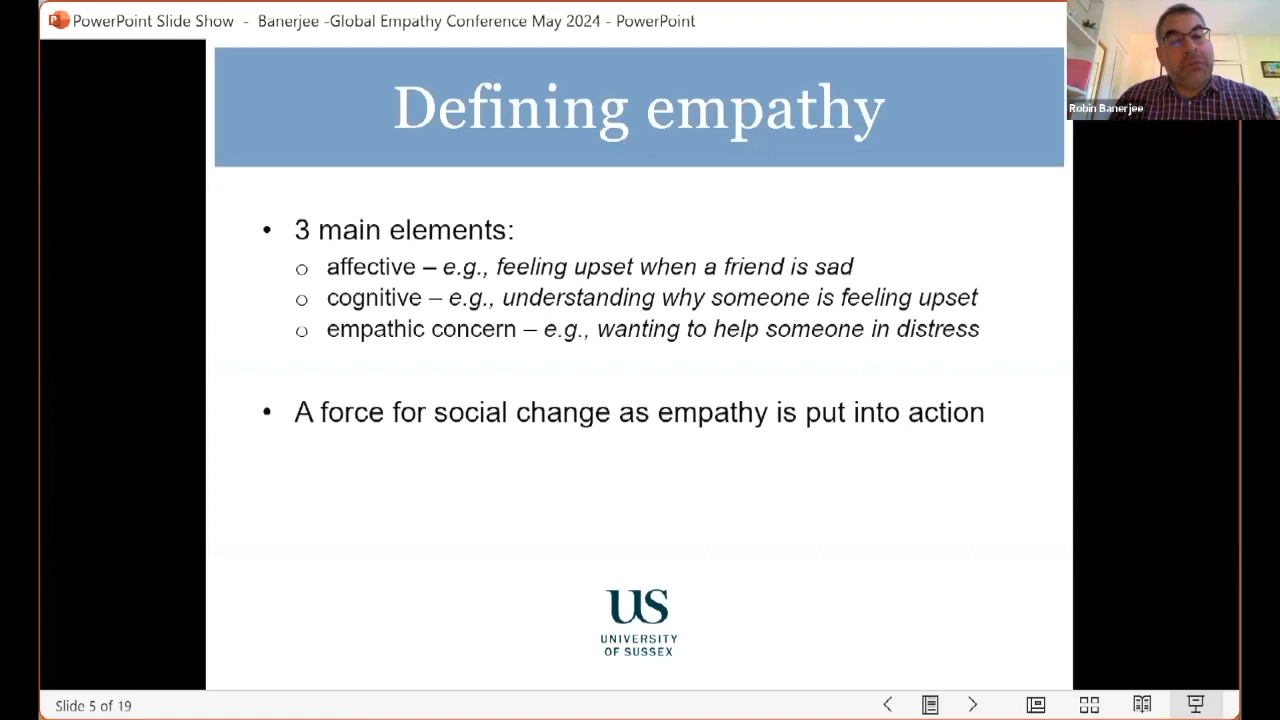 PowerPoint Slide Show - Banerjee -Global Empathy Conference May 2024 - PowerPoint
Robin Banerjee
Defining empathy
• 3 main elements:
o affective – e.g., feeling upset when a friend is sad
o cognitive – e.g., understanding why someone is feeling upset
o empathic concern – e.g., wanting to help someone in distress
• A force for social change as empathy is put into action
US
UNIVERSITY
OF SUSSEX
Slide 5 of 19